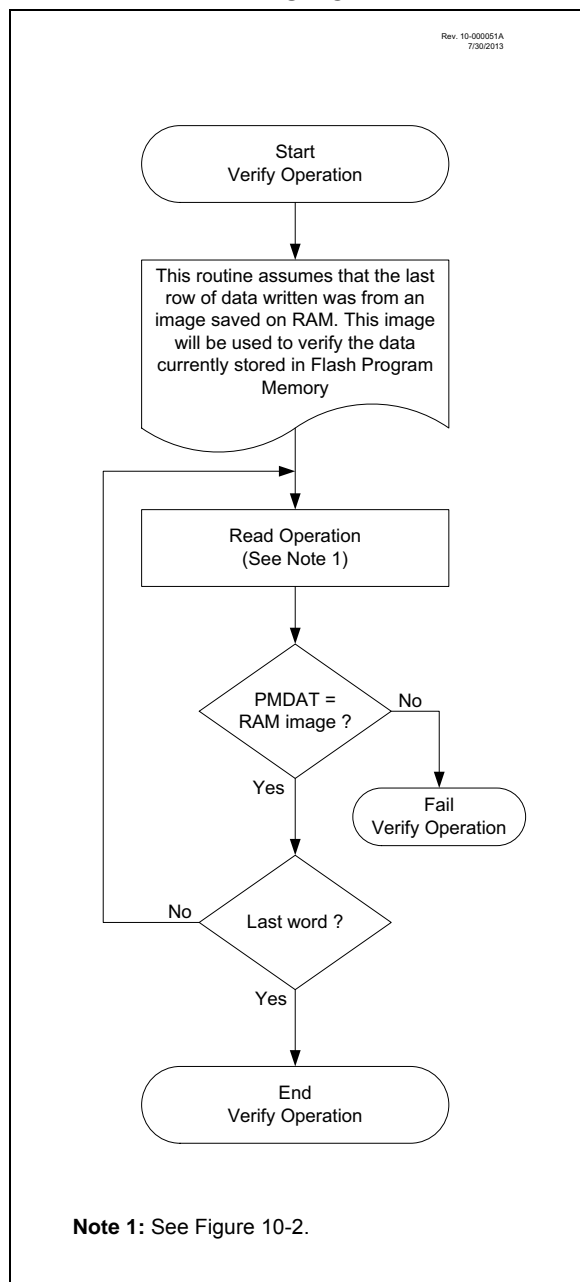 Rev. 10-000051A
7/30/2013
Start
Verify Operation
This routine assumes that the last
row of data written was from an
image saved on RAM. This image
will be used to verify the data
currently stored in Flash Program
Memory
Read Operation
(See Note 1)
PMDAT =
RAM image ?
No
Yes
Fail
Verify Operation
Last word ?
No
Yes
End
Verify Operation
Note 1: See Figure 10-2.